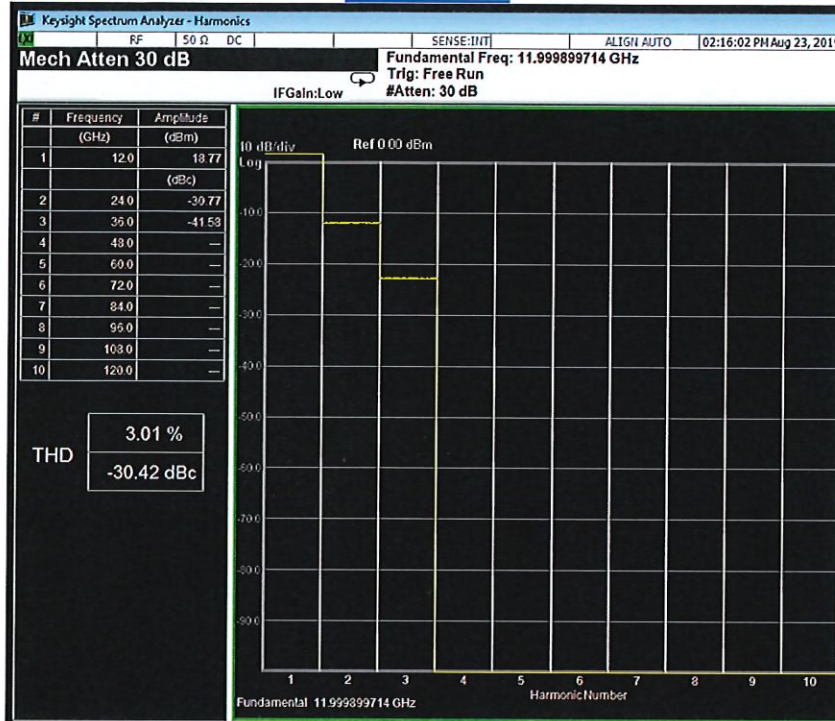 Keysight Spectrum Analyzer - Harmonics
RF 50 Ω DC SENSE:INT ALIGN AUTO 02:16:02 PM Aug 23, 201
Mech Atten 30 dB
Fundamental Freq: 11.999899714 GHz
Trig: Free Run
IFGain:Low #Atten: 30 dB
# Frequency Amplitude
(GHz) (dBm)
1 12.0 18.77
(dBc)
2 24.0 -30.77
3 36.0 -41.53
4 48.0 ---
5 60.0 ---
6 72.0 ---
7 84.0 ---
8 96.0 ---
9 108.0 ---
10 120.0 ---
THD
3.01 %
-30.42 dBc
10 dB/div Ref 0.00 dBm
Log
-10.0
-20.0
-30.0
-40.0
-50.0
-60.0
-70.0
-80.0
-90.0
1 2 3 4 5 6 7 8 9 10
Harmonic Number
Fundamental 11.999899714 GHz